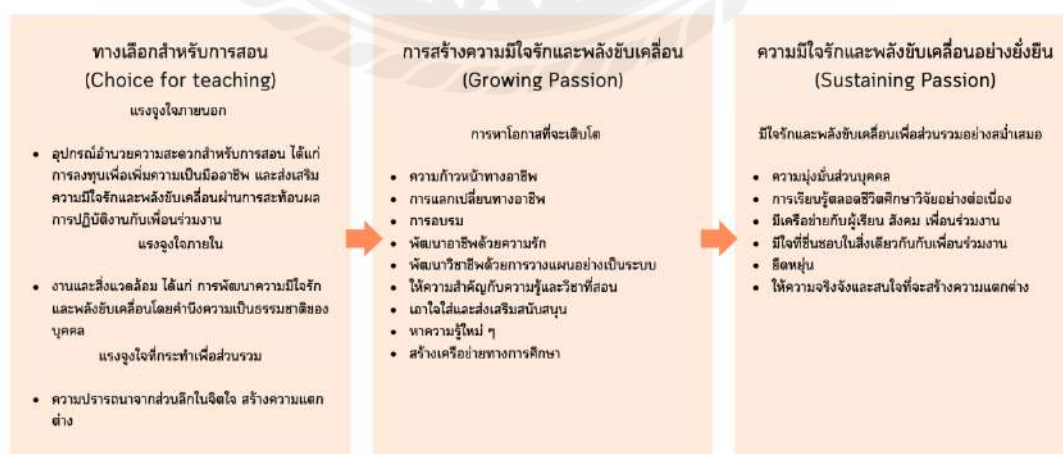 ทางเลือกสำหรับการสอน
(Choice for teaching)
แรงจูงใจภายนอก
• อุปกรณ์อำนวยความสะดวกสำหรับการสอน ได้แก่
การลงทุนเพื่อเพิ่มความเป็นมืออาชีพ และส่งเสริม
ความมีใจรักและพลังขับเคลื่อนผ่านการสะท้อนผล
การปฏิบัติงานกับเพื่อนร่วมงาน
แรงจูงใจภายใน
• งานและสิ่งแวดล้อม ได้แก่ การพัฒนาความมีใจรัก
และพลังขับเคลื่อนโดยคำนึงความเป็นธรรมชาติของ
บุคคล
แรงจูงใจที่กระทำเพื่อส่วนรวม
• ความปรารถนาจากส่วนลึกในจิตใจ สร้างความแตก
ต่าง
การสร้างความมีใจรักและพลังขับเคลื่อน
(Growing Passion)
การหาโอกาสที่จะเติบโต
• ความก้าวหน้าทางอาชีพ
• การแลกเปลี่ยนทางอาชีพ
• การอบรม
• พัฒนาอาชีพด้วยความรัก
• พัฒนาวิชาชีพด้วยการวางแผนอย่างเป็นระบบ
• ให้ความสำคัญกับความรู้และวิชาที่สอน
• เอาใจใส่และส่งเสริมสนับสนุน
• หาความรู้ใหม่ ๆ
• สร้างเครือข่ายทางการศึกษา
ความมีใจรักและพลังขับเคลื่อนอย่างยั่งยืน
(Sustaining Passion)
มีใจรักและพลังขับเคลื่อนเพื่อส่วนรวมอย่างสม่ำเสมอ
• ความมุ่งมั่นส่วนบุคคล
• การเรียนรู้ตลอดชีวิตศึกษาวิจัยอย่างต่อเนื่อง
• มีเครือข่ายกับผู้เรียน สังคม เพื่อนร่วมงาน
• มีใจที่ชื่นชอบในสิ่งเดียวกันกับเพื่อนร่วมงาน
• ยืดหยุ่น
• ให้ความจริงจังและสนใจที่จะสร้างความแตกต่าง